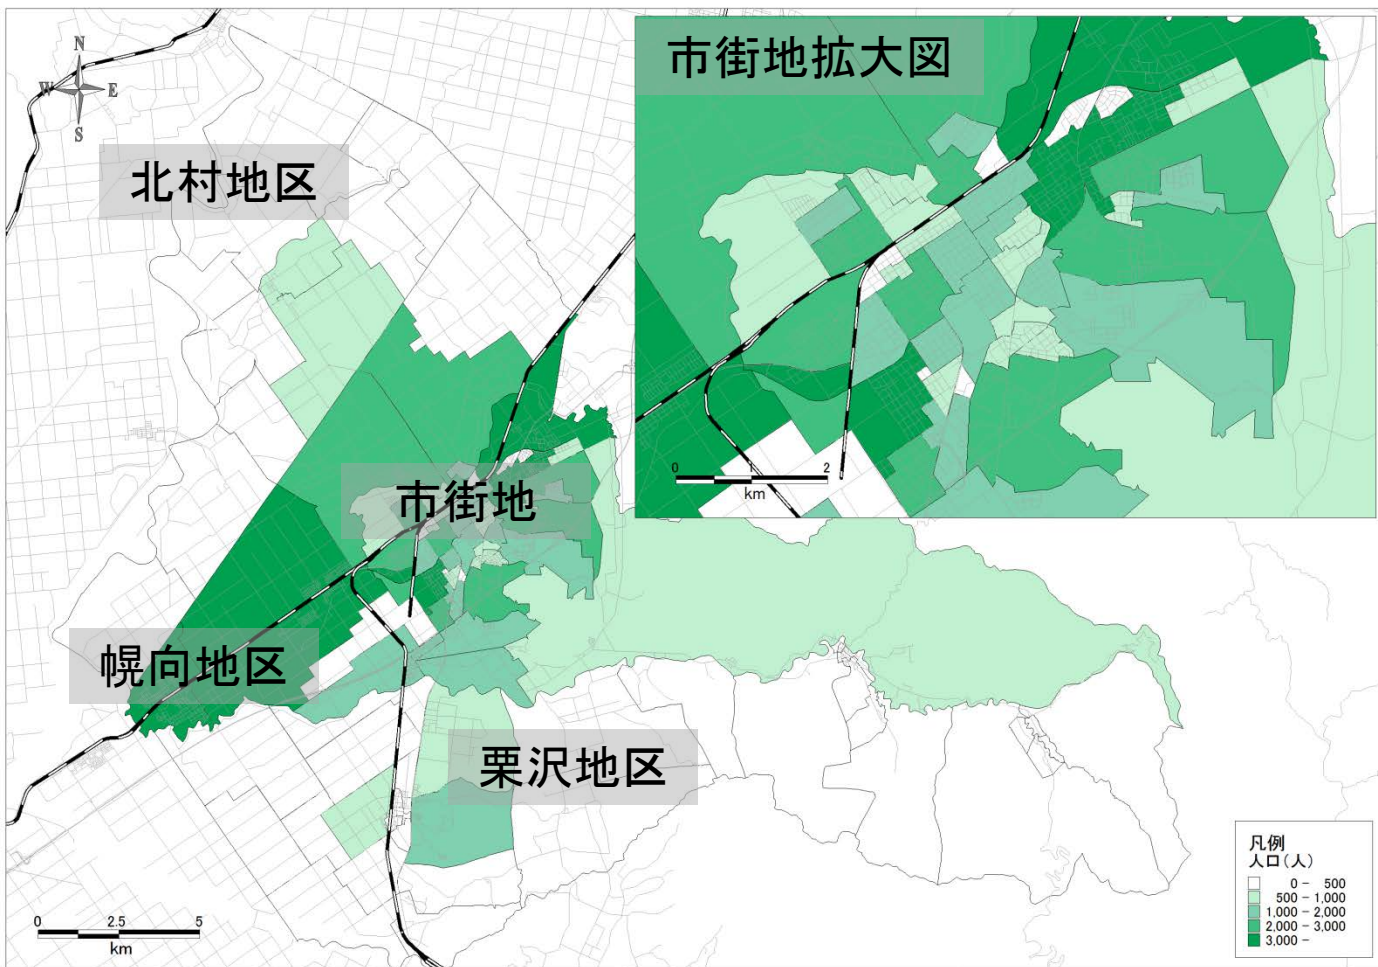 市街地拡大図
N
W
E
S
北村地区
0 1 2
km
市街地
幌向地区
栗沢地区
凡例
人口(人)
0 - 500
500 - 1,000
1,000 - 2,000
2,000 - 3,000
3,000 -
0 2.5 5
km